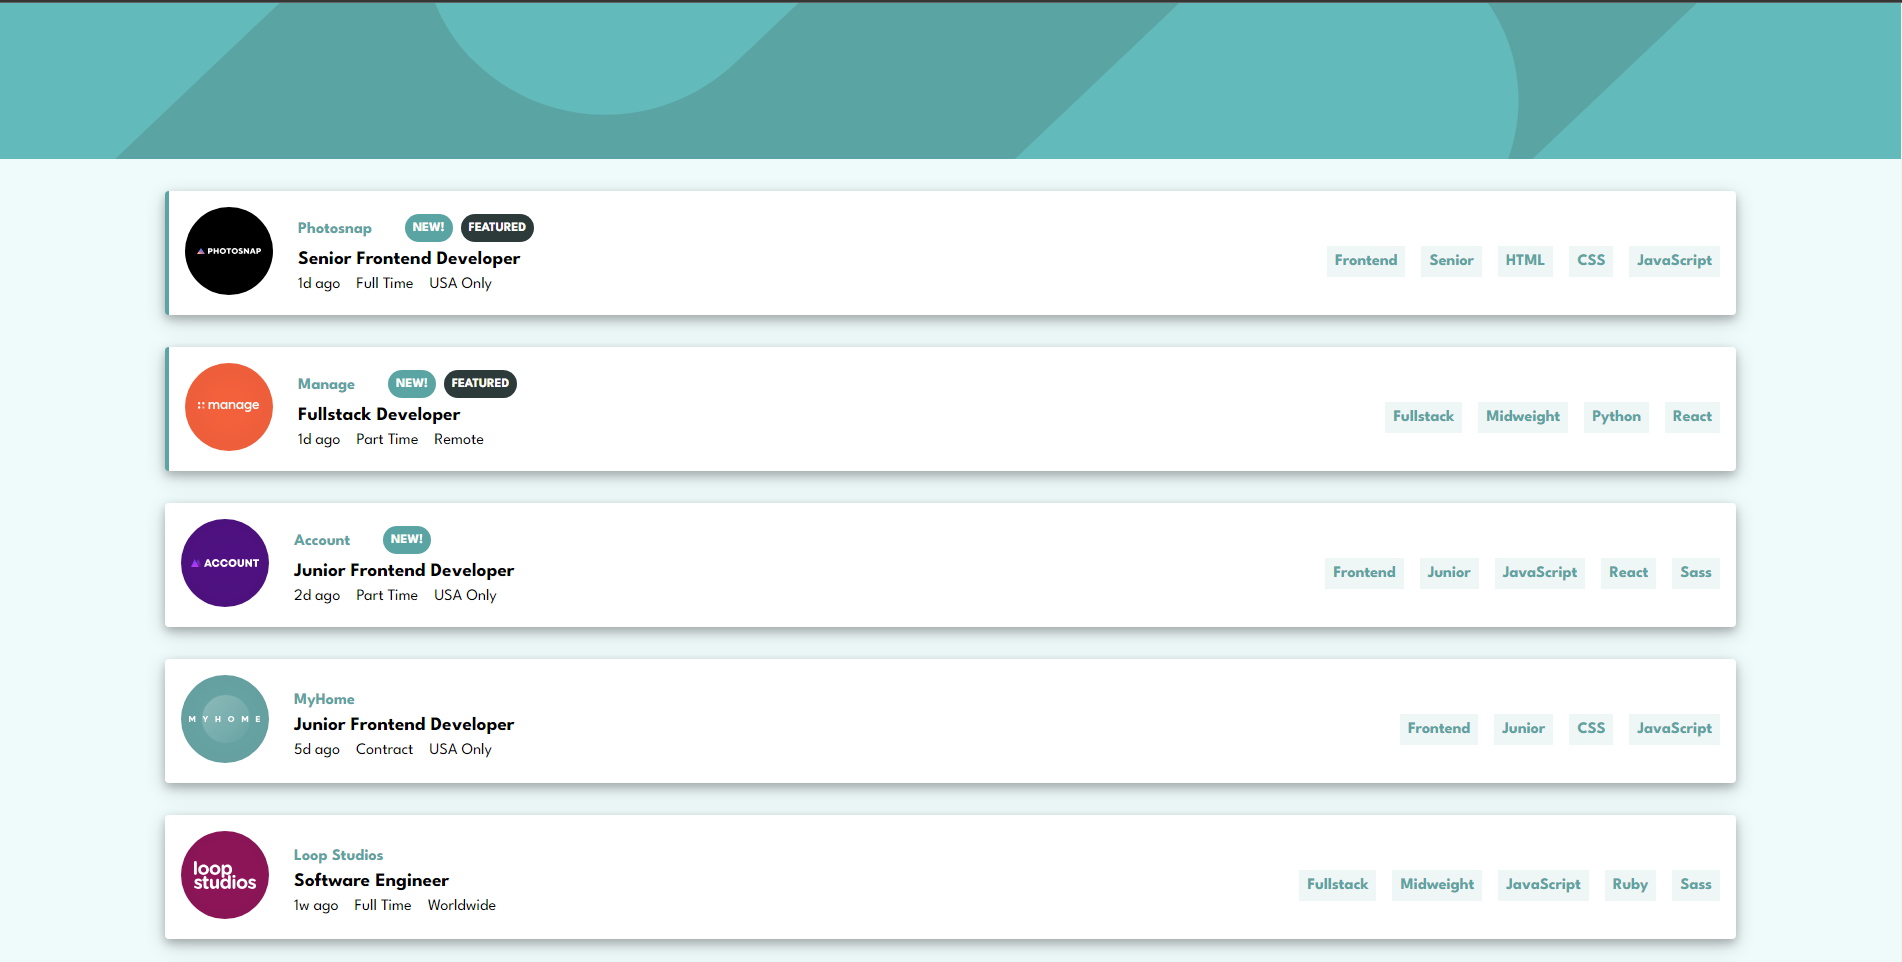 PHOTOSNAP
Photosnap NEW! FEATURED
Senior Frontend Developer
1d ago Full Time USA Only
Frontend Senior HTML CSS JavaScript
manage
Manage NEW! FEATURED
Fullstack Developer
1d ago Part Time Remote
Fullstack Midweight Python React
ACCOUNT
Account NEW!
Junior Frontend Developer
2d ago Part Time USA Only
Frontend Junior JavaScript React Sass
MYHOME
MyHome
Junior Frontend Developer
5d ago Contract USA Only
Frontend Junior CSS JavaScript
loop
studios
Loop Studios
Software Engineer
1w ago Full Time Worldwide
Fullstack Midweight JavaScript Ruby Sass